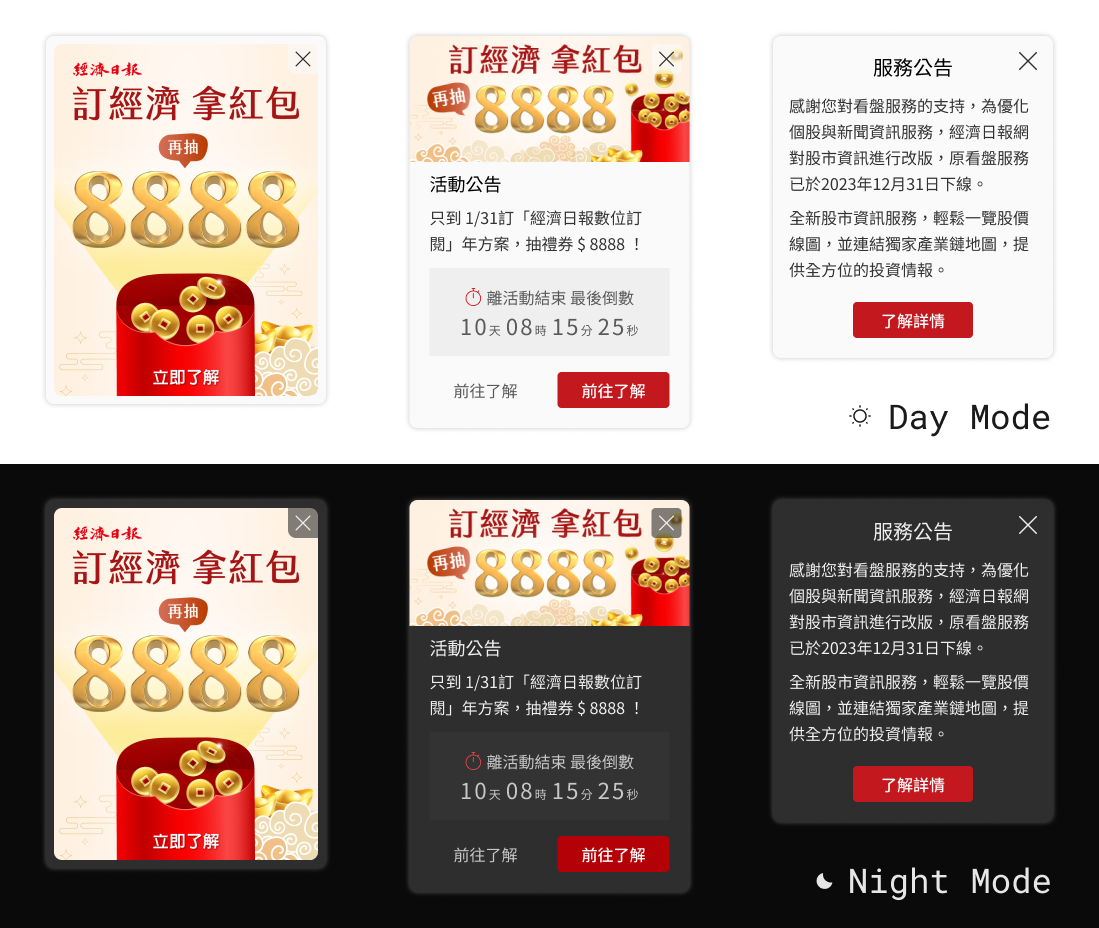 經濟日報
訂經濟 拿紅包
再抽
8888
立即了解
訂經濟 拿紅包
再抽
8888
活動公告
只到 1/31訂「經濟日報數位訂
閱」年方案，抽禮券＄8888 ！
離活動結束 最後倒數
10天 08時 15分 25秒
前往了解
前往了解
服務公告
感謝您對看盤服務的支持，為優化
個股與新聞資訊服務，經濟日報網
對股市資訊進行改版，原看盤服務
已於2023年12月31日下線。
全新股市資訊服務，輕鬆一覽股價
線圖，並連結獨家產業鏈地圖，提
供全方位的投資情報。
了解詳情
Day Mode
經濟日報
訂經濟 拿紅包
再抽
8888
立即了解
訂經濟 拿紅包
再抽
8888
活動公告
只到 1/31訂「經濟日報數位訂
閱」年方案，抽禮券＄8888 ！
離活動結束 最後倒數
10天 08時 15分 25秒
前往了解
前往了解
服務公告
感謝您對看盤服務的支持，為優化
個股與新聞資訊服務，經濟日報網
對股市資訊進行改版，原看盤服務
已於2023年12月31日下線。
全新股市資訊服務，輕鬆一覽股價
線圖，並連結獨家產業鏈地圖，提
供全方位的投資情報。
了解詳情
Night Mode